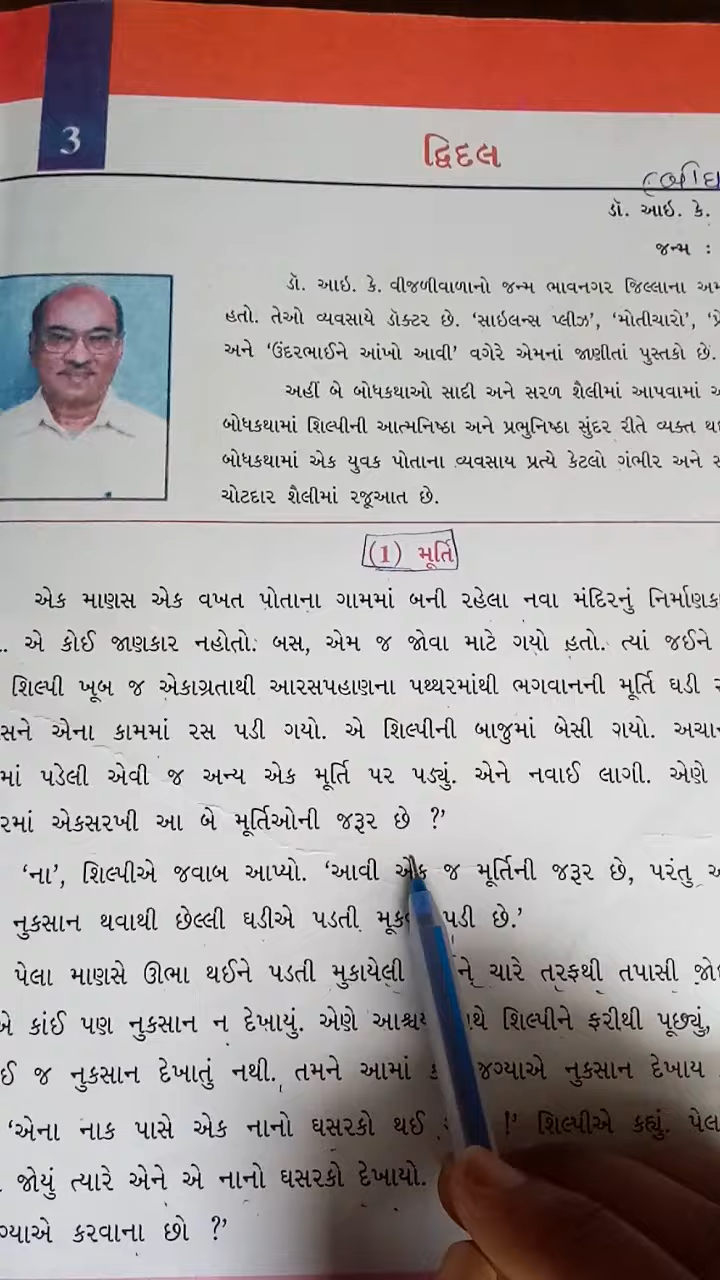 3
દ્વિદલ
ડૉ. આઇ. કે.
જન્મ :
ડૉ. આઇ. કે. વીજળીવાળાનો જન્મ ભાવનગર જિલ્લાના
હતો. તેઓ વ્યવસાયે ડૉક્ટર છે. ‘સાઇલન્સ પ્લીઝ’, ‘મોતીચારો’,
અને ‘ઉંદરભાઈને આંખો આવી’ વગેરે એમનાં જાણીતાં પુસ્તકો છે.
અહીં બે બોધકથાઓ સાદી અને સરળ શૈલીમાં આપવામાં
બોધકથામાં શિલ્પીની આત્મનિષ્ઠા અને પ્રભુનિષ્ઠા સુંદર રીતે વ્યક્ત
બોધકથામાં એક યુવક પોતાના વ્યવસાય પ્રત્યે કેટલો ગંભીર અને
ચોટદાર શૈલીમાં રજૂઆત છે.
(1) મૂર્તિ
એક માણસ એક વખત પોતાના ગામમાં બની રહેલા નવા મંદિરનું
એ કોઈ જાણકાર નહોતો. બસ, એમ જ જોવા માટે ગયો હતો. ત્યાં જઈને
શિલ્પી ખૂબ જ એકાગ્રતાથી આરસપહાણના પથ્થરમાંથી ભગવાનની મૂર્તિ ઘડી
એના કામમાં રસ પડી ગયો. એ શિલ્પીની બાજુમાં બેસી ગયો.
પડેલી એવી જ અન્ય એક મૂર્તિ પર પડ્યું. એને નવાઈ લાગી. એણે
એકસરખી આ બે મૂર્તિઓની જરૂર છે ?’
‘ના’, શિલ્પીએ જવાબ આપ્યો. ‘આવી એક જ મૂર્તિની જરૂર છે, પરંતુ
નુકસાન થવાથી છેલ્લી ઘડીએ પડતી પડી છે.’
પેલા માણસે ઊભા થઈને પડતી મુકાયેલી ચારે તરફથી તપાસી
કાંઈ પણ નુકસાન ન દેખાયું. એણે શિલ્પીને ફરીથી પૂછ્યું,
જ નુકસાન દેખાતું નથી. તમને આમાં જગ્યાએ નુકસાન દેખાય
‘એના નાક પાસે એક નાનો ઘસરકો થઈ !’ શિલ્પીએ કહ્યું.
જોયું ત્યારે એને એ નાનો ઘસરકો દેખાયો.
કરવાના છો ?’